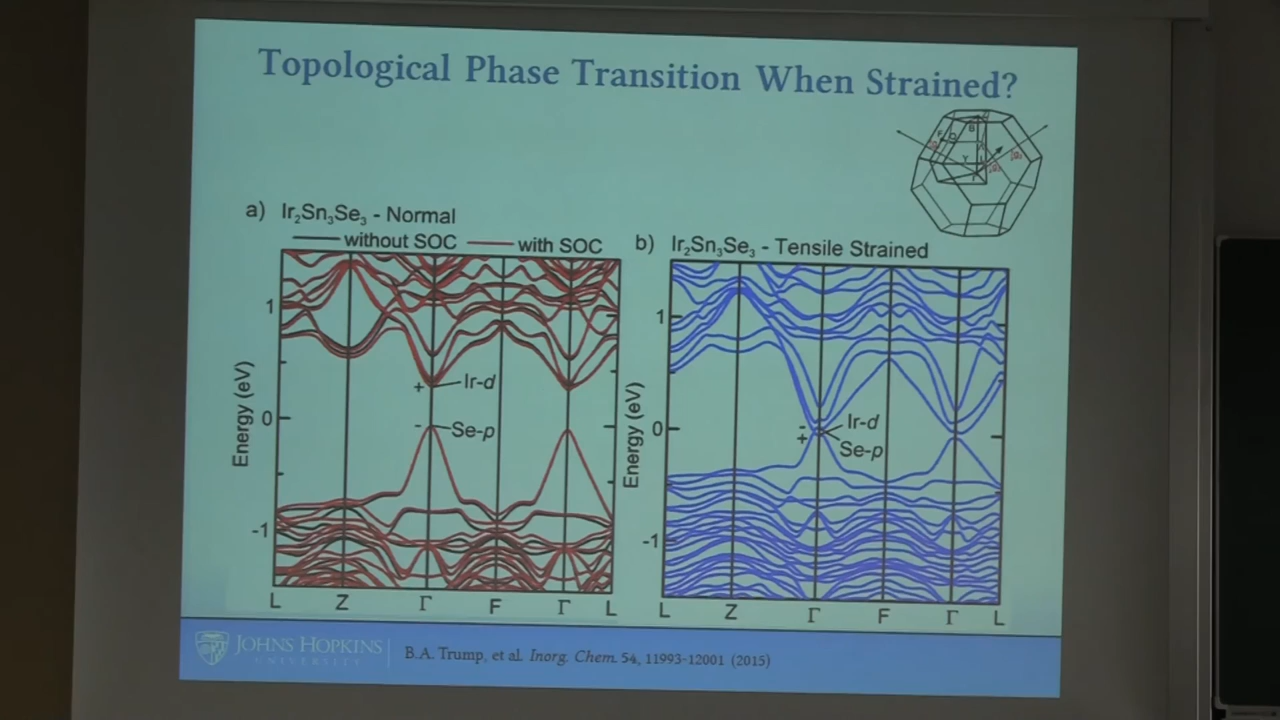 Topological Phase Transition When Strained?
a) Ir₂Sn₃Se₃ - Normal
without SOC
with SOC
Energy (eV)
1
0
-1
+
Ir-d
-
Se-p
L Z Γ F Γ L
b) Ir₂Sn₃Se₃ - Tensile Strained
Energy (eV)
1
0
-1
-
+
Ir-d
Se-p
L Z Γ F Γ L
JOHNS HOPKINS
UNIVERSITY
B.A. Trump, et al. Inorg. Chem. 54, 11993-12001 (2015)